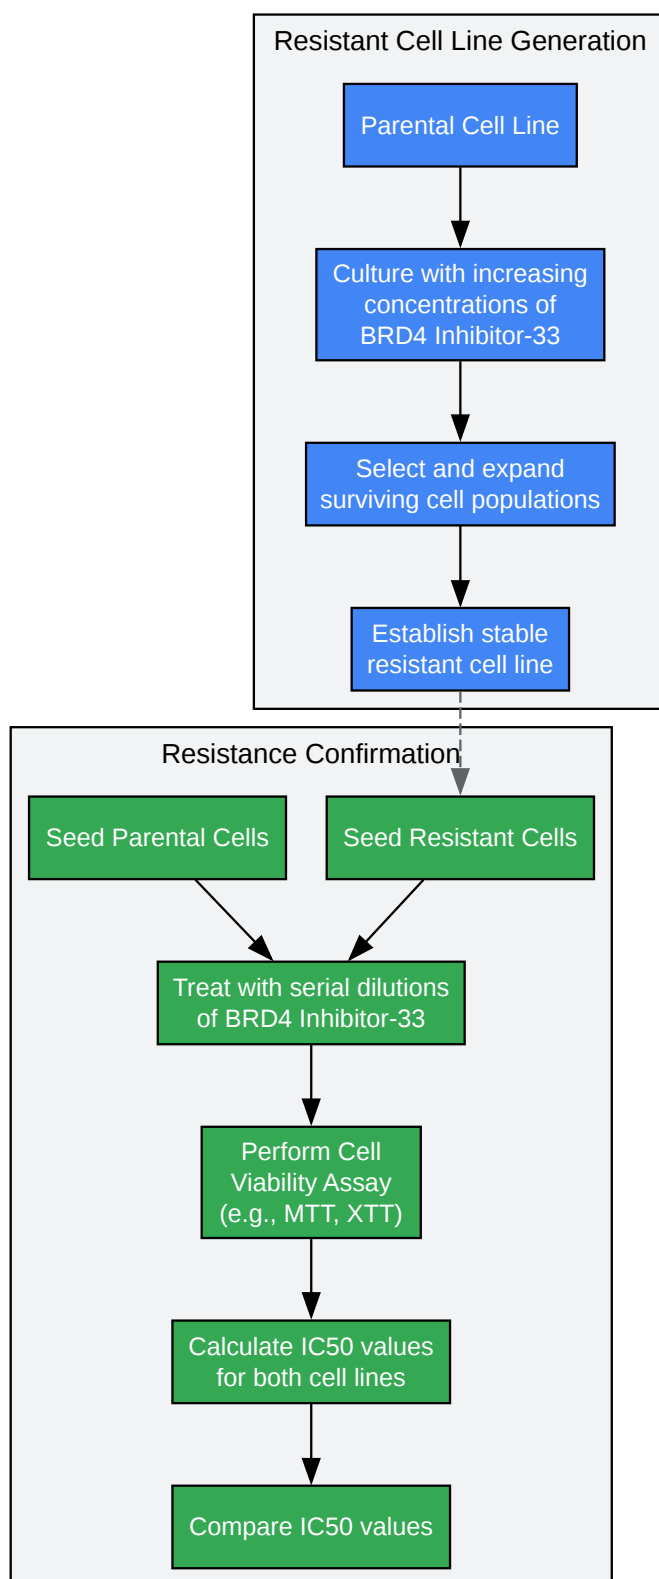 Resistant Cell Line Generation
Parental Cell Line
Culture with increasing
concentrations of
BRD4 Inhibitor-33
Select and expand
surviving cell populations
Establish stable
resistant cell line
Resistance Confirmation
Seed Parental Cells
Seed Resistant Cells
Treat with serial dilutions
of BRD4 Inhibitor-33
Perform Cell
Viability Assay
(e.g., MTT, XTT)
Calculate IC50 values
for both cell lines
Compare IC50 values